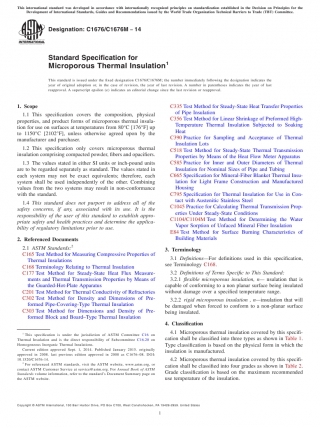 This international standard was developed in accordance with internationally recognized principles on standardization established in the Decision on Principles for the
Development of International Standards, Guides and Recommendations issued by the World Trade Organization Technical Barriers to Trade (TBT) Committee.
INTERNATIONAL
Designation: C1676/C1676M – 14
Standard Specification for
Microporous Thermal Insulation1
This standard is issued under the fixed designation C1676/C1676M; the number immediately following the designation indicates the
year of original adoption or, in the case of revision, the year of last revision. A number in parentheses indicates the year of last
reapproval. A superscript epsilon (ε) indicates an editorial change since the last revision or reapproval.
1. Scope
1.1 This specification covers the composition, physical
properties, and product forms of microporous thermal insula-
tion for use on surfaces at temperatures from 80°C [176°F] up
to 1150°C [2102°F], unless otherwise agreed upon by the
manufacturer and purchaser.
1.2 This specification only covers microporous thermal
insulation comprising compacted powder, fibers and opacifiers.
1.3 The values stated in either SI units or inch-pound units
are to be regarded separately as standard. The values stated in
each system may not be exact equivalents; therefore, each
system shall be used independently of the other. Combining
values from the two systems may result in non-conformance
with the standard.
1.4 This standard does not purport to address all of the
safety concerns, if any, associated with its use. It is the
responsibility of the user of this standard to establish appro-
priate safety and health practices and determine the applica-
bility of regulatory limitations prior to use.
2. Referenced Documents
2.1 ASTM Standards:2
C165 Test Method for Measuring Compressive Properties of
Thermal Insulations
C168 Terminology Relating to Thermal Insulation
C177 Test Method for Steady-State Heat Flux Measure-
ments and Thermal Transmission Properties by Means of
the Guarded-Hot-Plate Apparatus
C201 Test Method for Thermal Conductivity of Refractories
C302 Test Method for Density and Dimensions of Pre-
formed Pipe-Covering-Type Thermal Insulation
C303 Test Method for Dimensions and Density of Pre-
formed Block and Board–Type Thermal Insulation
1 This specification is under the jurisdiction of ASTM Committee C16 on
Thermal Insulation and is the direct responsibility of Subcommittee C16.20 on
Homogeneous Inorganic Thermal Insulations.
Current edition approved Sept. 1, 2014. Published January 2015. originally
approved in 2008. last previous edition approved in 2008 as C1676–08. DOI:
10.1520/C1676-14.
2 For referenced ASTM standards, visit the ASTM website, www.astm.org, or
contact ASTM Customer Service at service@astm.org. For Annual Book of ASTM
Standards volume information, refer to the standard's Document Summary page on
the ASTM website.
C335 Test Method for Steady-State Heat Transfer Properties
of Pipe Insulation
C356 Test Method for Linear Shrinkage of Preformed High-
Temperature Thermal Insulation Subjected to Soaking
Heat
C390 Practice for Sampling and Acceptance of Thermal
Insulation Lots
C518 Test Method for Steady-State Thermal Transmission
Properties by Means of the Heat Flow Meter Apparatus
C585 Practice for Inner and Outer Diameters of Thermal
Insulation for Nominal Sizes of Pipe and Tubing
C665 Specification for Mineral-Fiber Blanket Thermal Insu-
lation for Light Frame Construction and Manufactured
Housing
C795 Specification for Thermal Insulation for Use in Con-
tact with Austenitic Stainless Steel
C1045 Practice for Calculating Thermal Transmission Prop-
erties Under Steady-State Conditions
C1104/C1104M Test Method for Determining the Water
Vapor Sorption of Unfaced Mineral Fiber Insulation
E84 Test Method for Surface Burning Characteristics of
Building Materials
3. Terminology
3.1 Definitions—For definitions used in this specification,
see Terminology C168.
3.2 Definitions of Terms Specific to This Standard:
3.2.1 flexible microporous insulation, n— insulation that is
capable of conforming to a non planar surface being insulated
without damage over a specified temperature range.
3.2.2 rigid microporous insulation, n—insulation that will
be damaged when forced to conform to a non-planar surface
being insulated.
4. Classification
4.1 Microporous thermal insulation covered by this specifi-
cation shall be classified into three types as shown in Table 1.
Type classification is based on the physical form in which the
insulation is manufactured.
4.2 Microporous thermal insulation covered by this specifi-
cation shall be classified into four grades as shown in Table 2.
Grade classification is based on the maximum recommended
use temperature of the insulation.
Copyright © ASTM International, 100 Barr Harbor Drive, PO Box C700, West Conshohocken, PA 19428-2959. United States
1